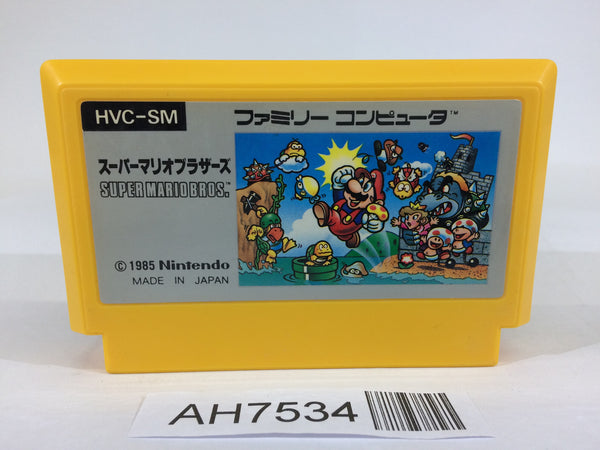 HVC-SM
ファミリー コンピュータ™
スーパーマリオブラザーズ
SUPER MARIO BROS.™
©1985 Nintendo
MADE IN JAPAN
AH7534